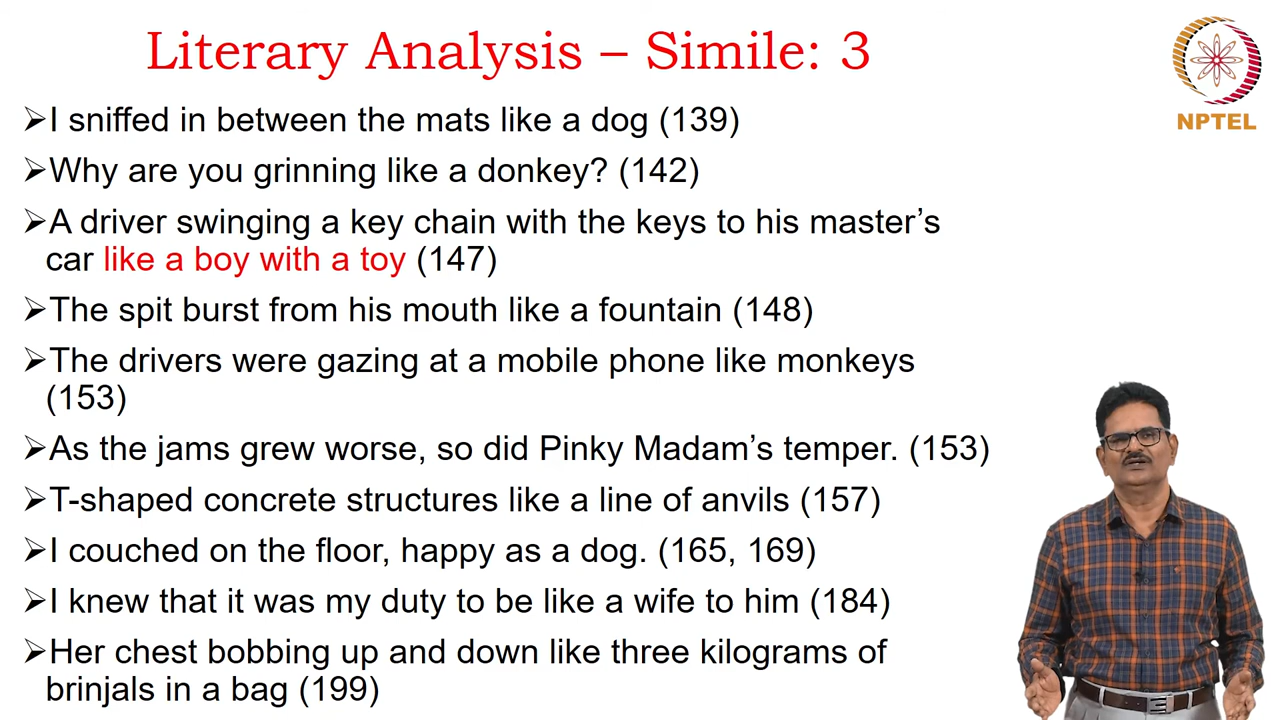 Literary Analysis – Simile: 3
NPTEL
➢I sniffed in between the mats like a dog (139)
➢Why are you grinning like a donkey? (142)
➢A driver swinging a key chain with the keys to his master’s
car like a boy with a toy (147)
➢The spit burst from his mouth like a fountain (148)
➢The drivers were gazing at a mobile phone like monkeys
(153)
➢As the jams grew worse, so did Pinky Madam’s temper. (153)
➢T-shaped concrete structures like a line of anvils (157)
➢I couched on the floor, happy as a dog. (165, 169)
➢I knew that it was my duty to be like a wife to him (184)
➢Her chest bobbing up and down like three kilograms of
brinjals in a bag (199)